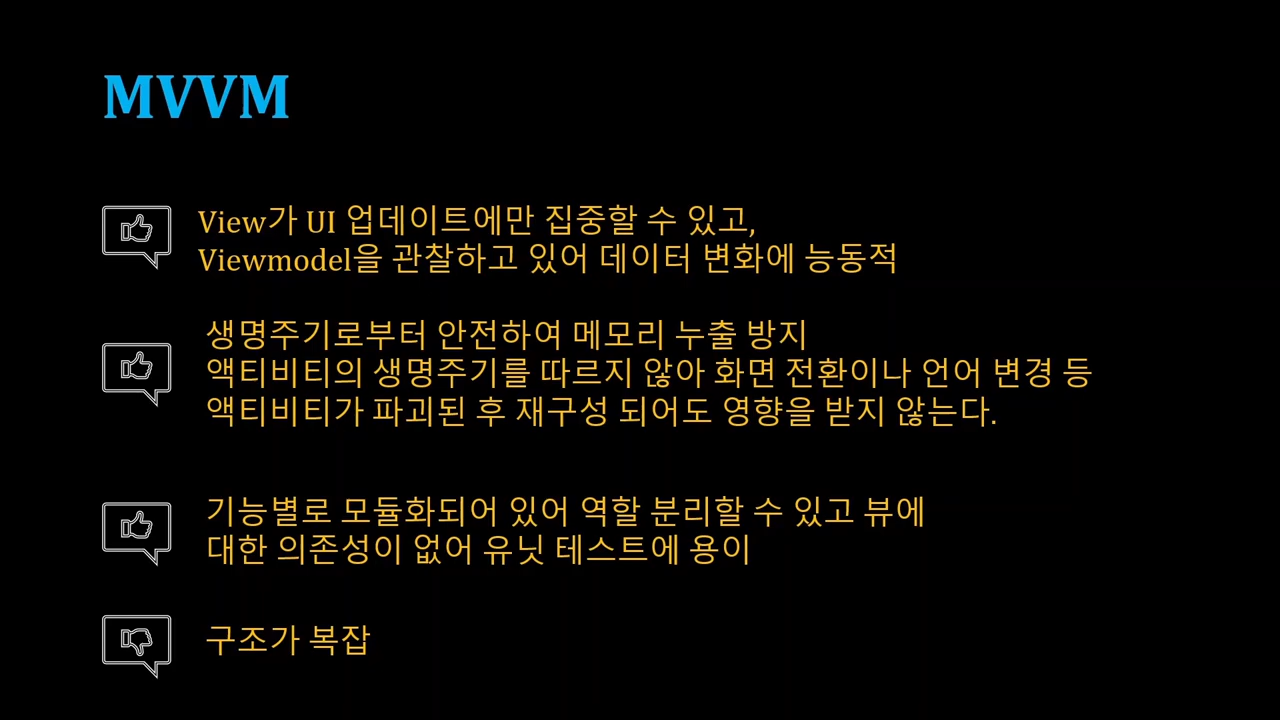 MVVM
View가 UI 업데이트에만 집중할 수 있고,
Viewmodel을 관찰하고 있어 데이터 변화에 능동적
생명주기로부터 안전하여 메모리 누출 방지
액티비티의 생명주기를 따르지 않아 화면 전환이나 언어 변경 등
액티비티가 파괴된 후 재구성 되어도 영향을 받지 않는다.
기능별로 모듈화되어 있어 역할 분리할 수 있고 뷰에
대한 의존성이 없어 유닛 테스트에 용이
구조가 복잡